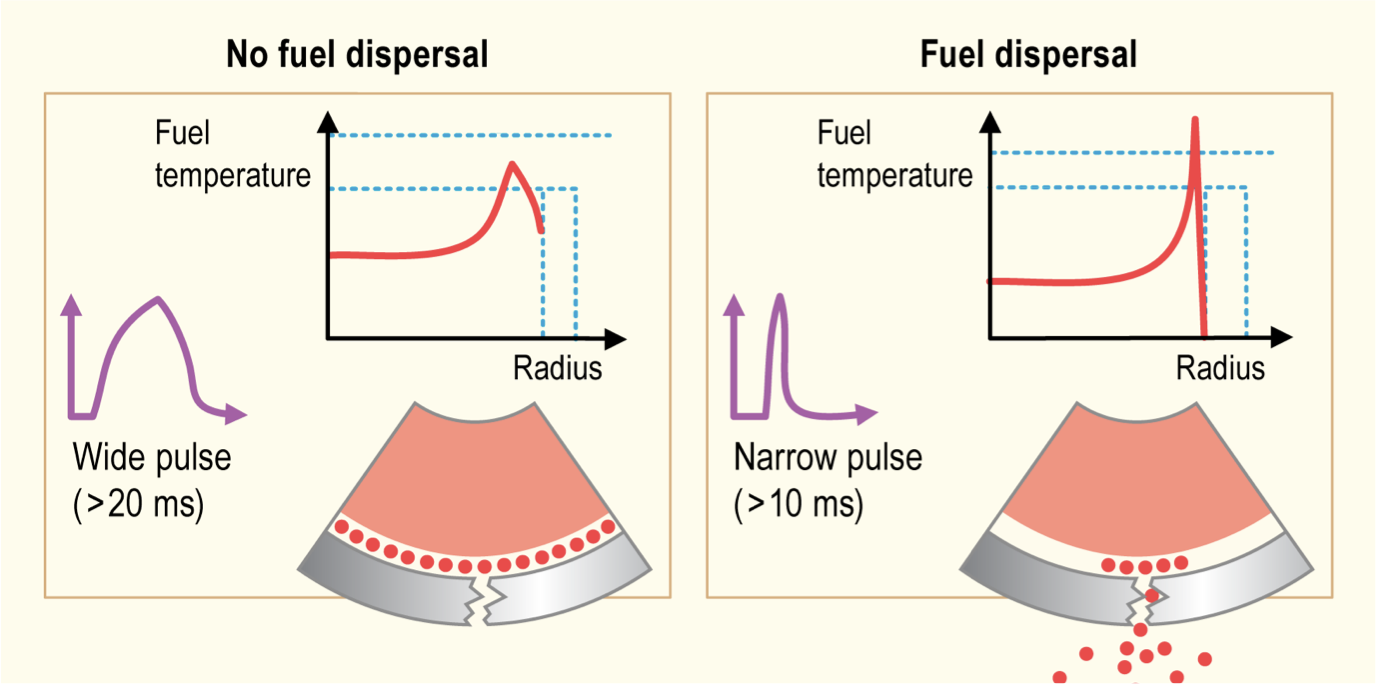 No fuel dispersal
Fuel
temperature
Radius
Wide pulse
(>20 ms)
Fuel dispersal
Fuel
temperature
Radius
Narrow pulse
(>10 ms)